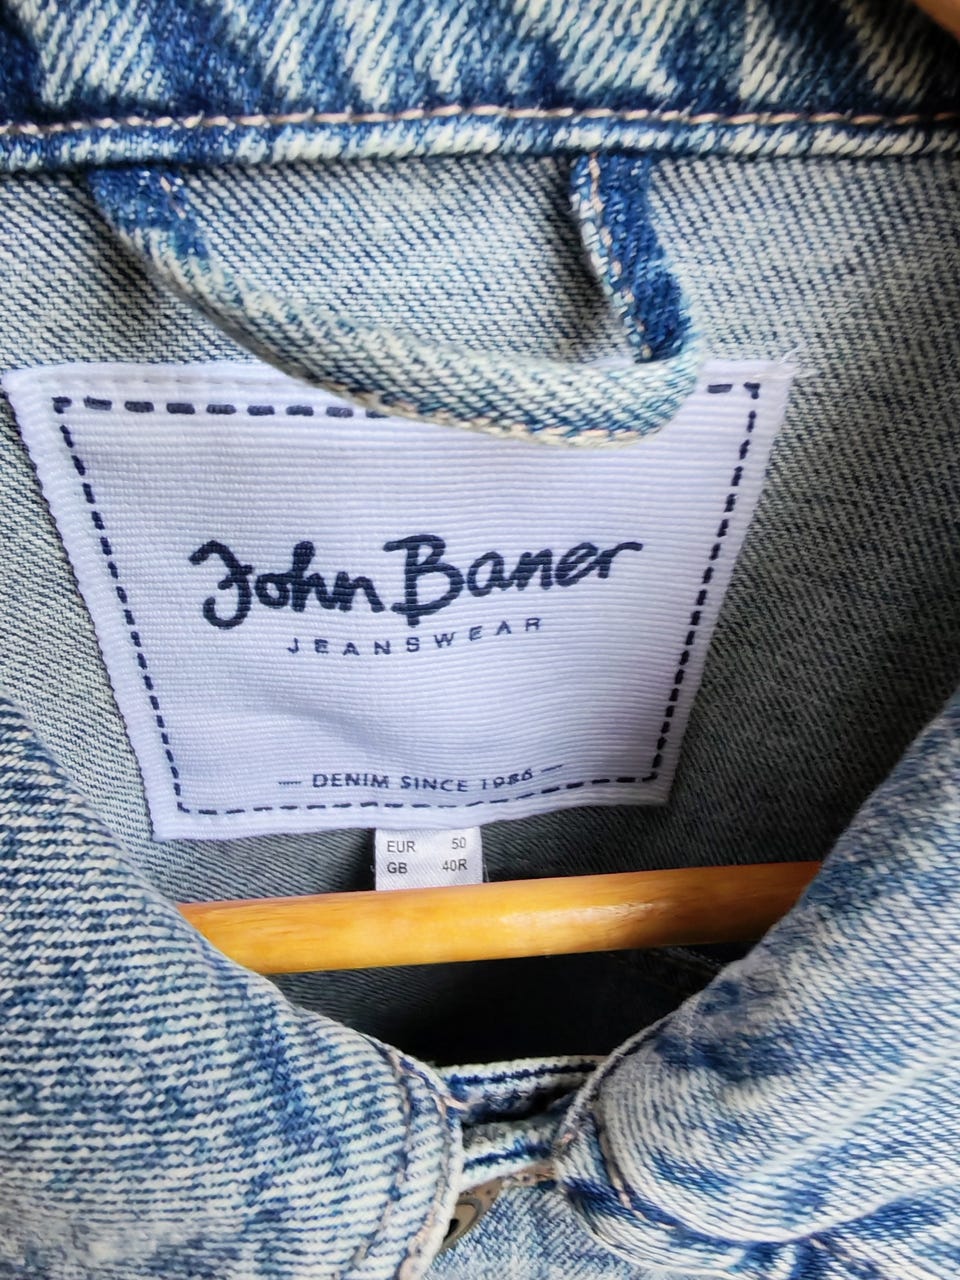 John Baner
JEANSWEAR
— DENIM SINCE 1986 —
EUR 50
GB 40R